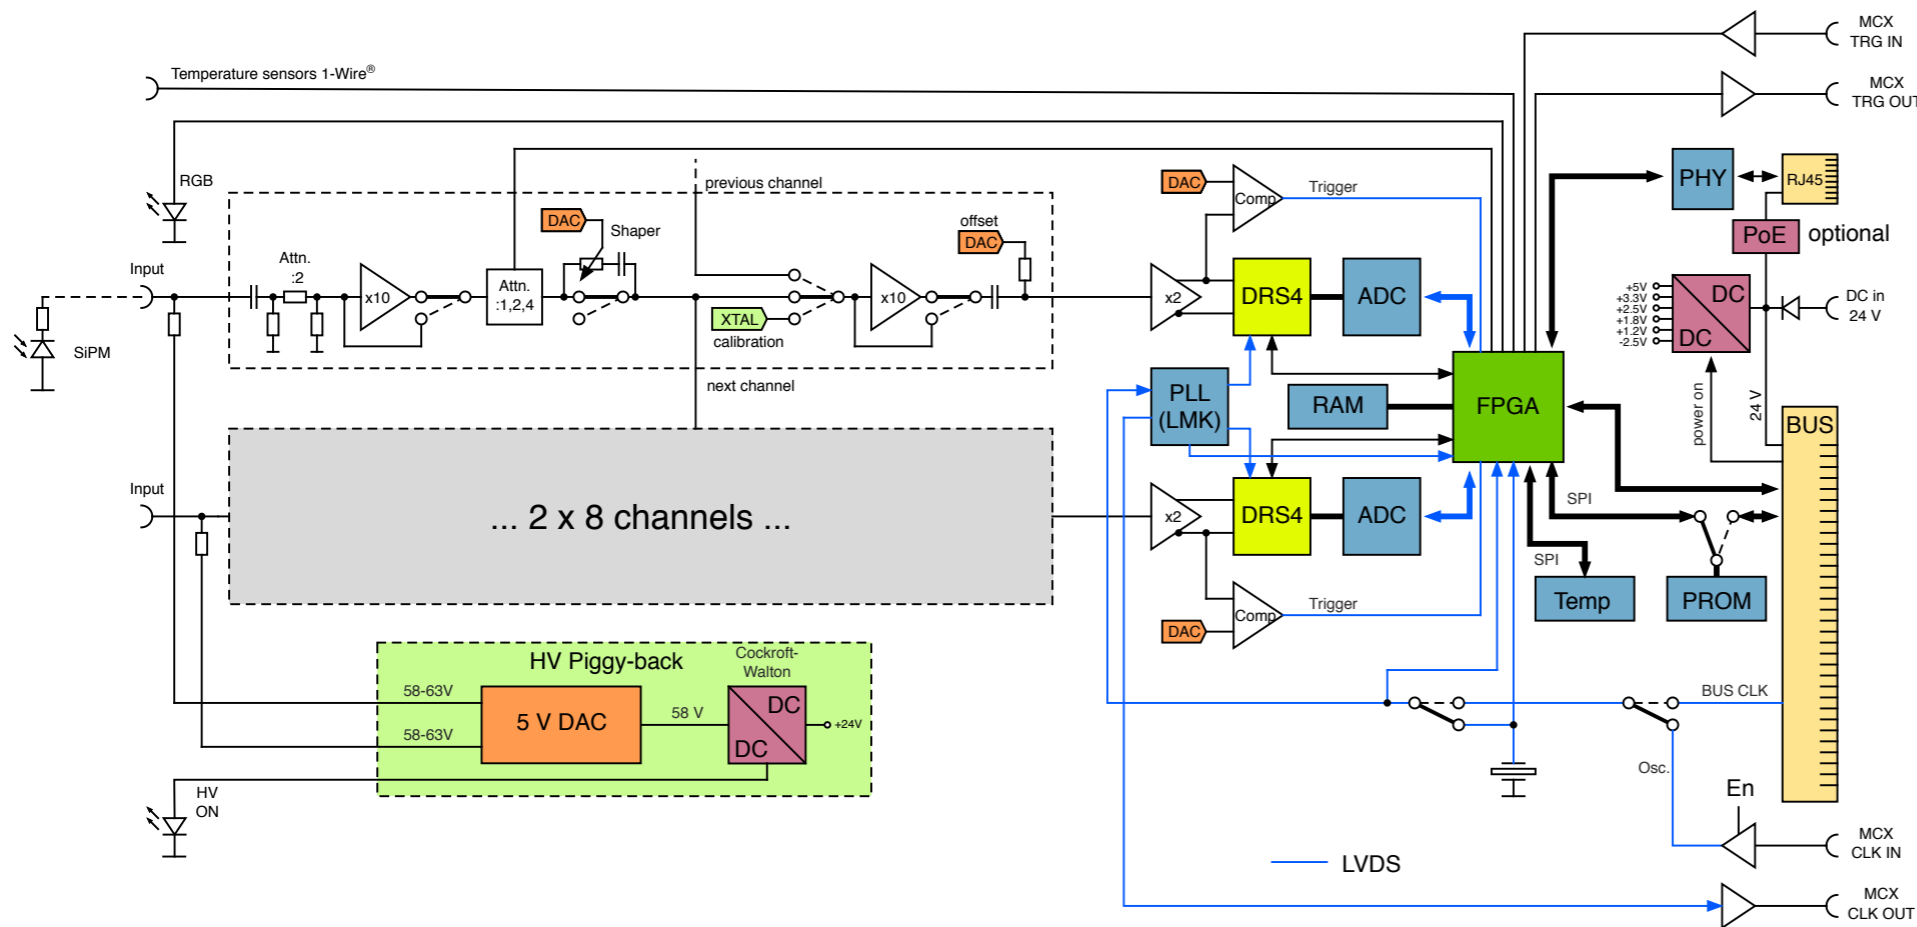 MCX
TRG IN
Temperature sensors 1-Wire®
MCX
TRG OUT
RGB
previous channel
DAC
Comp
Trigger
PHY
RJ45
DAC
Shaper
offset
DAC
PoE
optional
Attn.
:2
Input
x10
Attn.
:1,2,4
x10
x2
DRS4
ADC
+5V
+3.3V
+2.5V
+1.8V
+1.2V
-2.5V
DC
DC
DC in
24 V
XTAL
calibration
SiPM
next channel
PLL
(LMK)
RAM
FPGA
power on
24 V
BUS
Input
... 2 x 8 channels ...
x2
DRS4
ADC
SPI
SPI
Temp
PROM
Comp
Trigger
DAC
HV Piggy-back
Cockroft-
Walton
58-63V
5 V DAC
58 V
DC
DC
+24V
58-63V
BUS CLK
HV
ON
Osc.
En
MCX
CLK IN
LVDS
MCX
CLK OUT